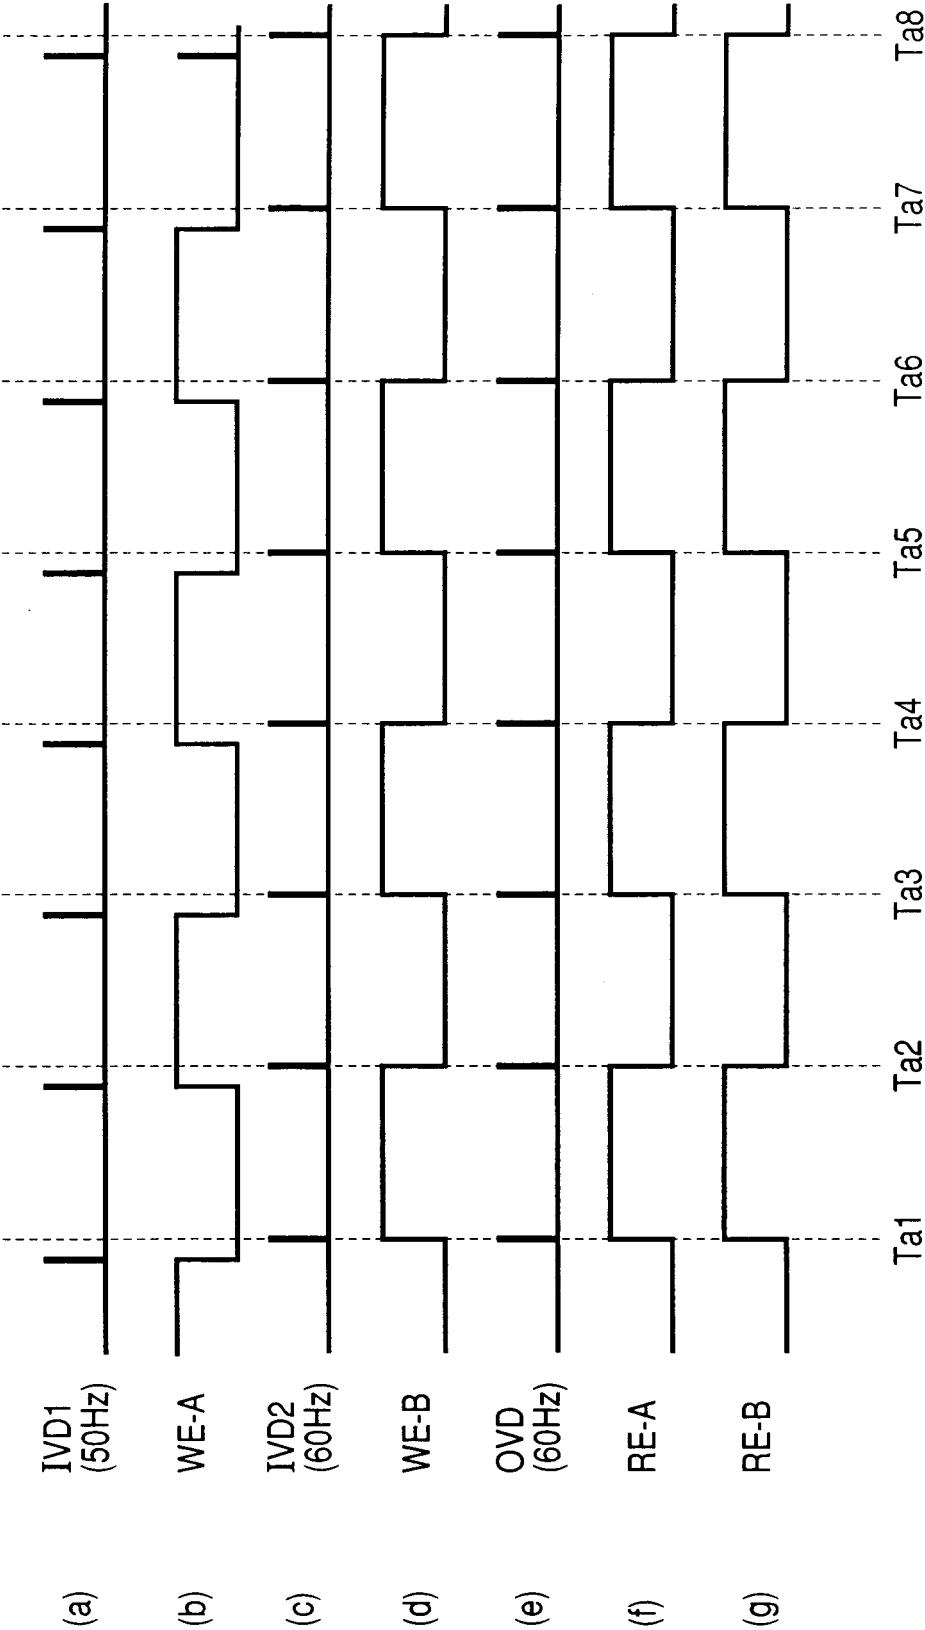 (a) IVD1
(50Hz)
(b) WE-A
(c) IVD2
(60Hz)
(d) WE-B
(e) OVD
(60Hz)
(f) RE-A
(g) RE-B
Ta1 Ta2 Ta3 Ta4 Ta5 Ta6 Ta7 Ta8